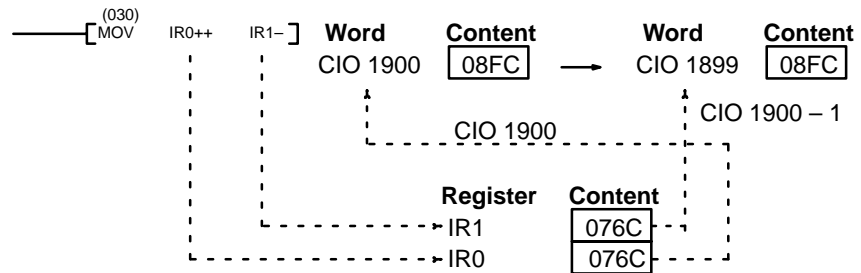 (030)
[MOV IR0++ IR1–]
Word Content Word Content
CIO 1900 08FC CIO 1899 08FC
CIO 1900 – 1
CIO 1900
Register Content
IR1 076C
IR0 076C